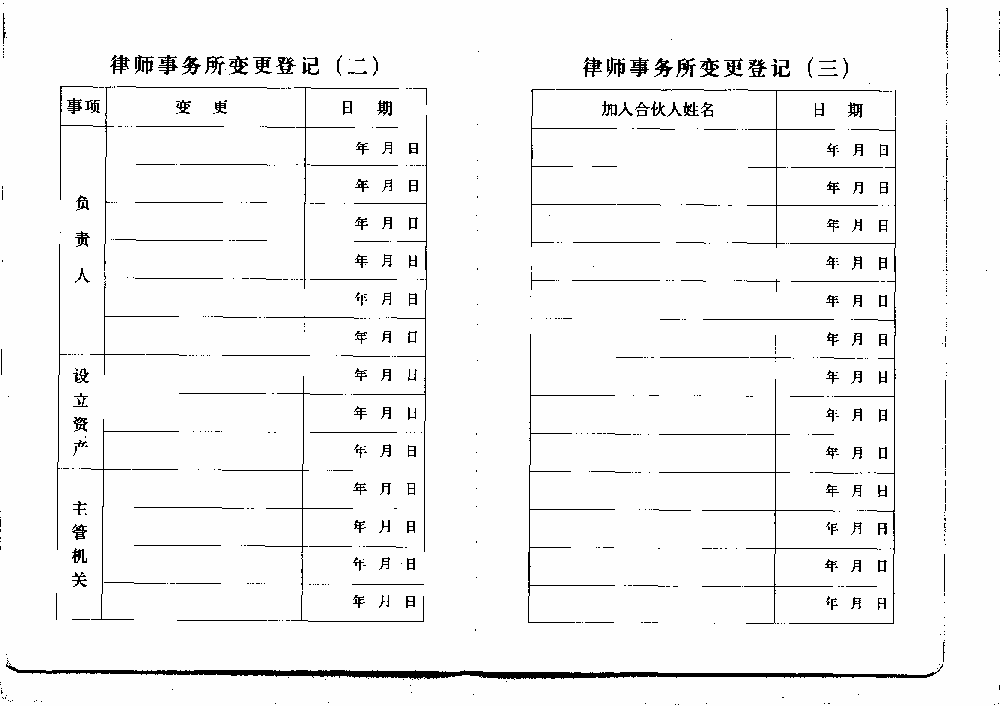 律师事务所变更登记（二）
事项 变 更 日 期
负责人
年 月 日
年 月 日
年 月 日
年 月 日
年 月 日
年 月 日
设立资产
年 月 日
年 月 日
年 月 日
主管机关
年 月 日
年 月 日
年 月 日
年 月 日
律师事务所变更登记（三）
加入合伙人姓名 日 期
年 月 日
年 月 日
年 月 日
年 月 日
年 月 日
年 月 日
年 月 日
年 月 日
年 月 日
年 月 日
年 月 日
年 月 日
年 月 日